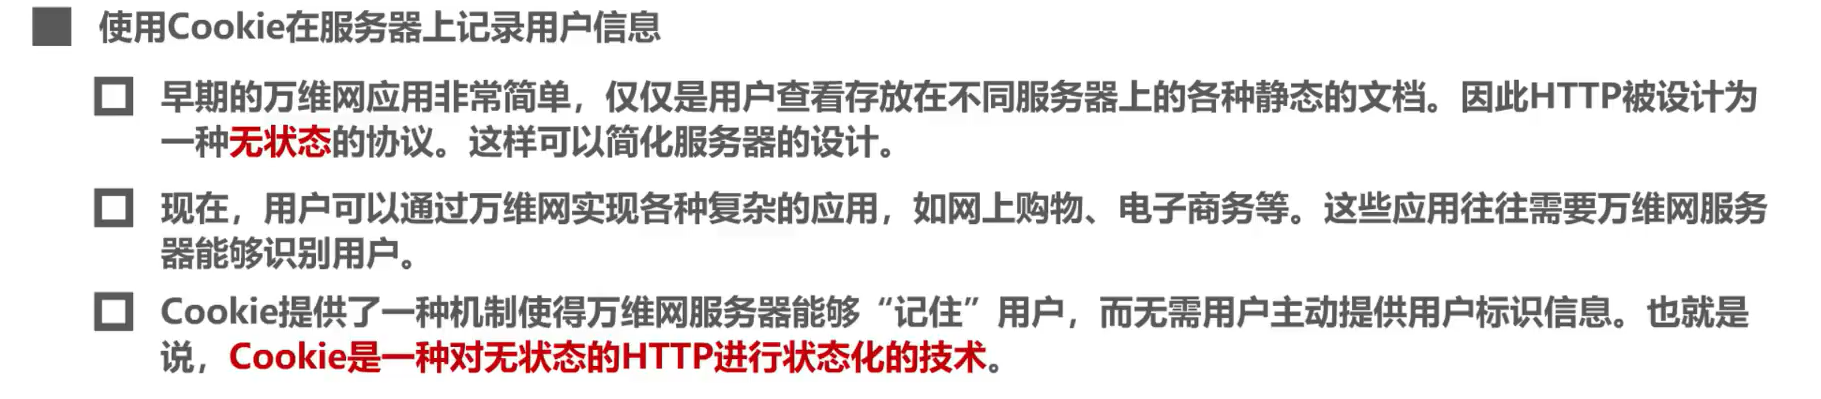 使用Cookie在服务器上记录用户信息
早期的万维网应用非常简单，仅仅是用户查看存放在不同服务器上的各种静态的文档。因此HTTP被设计为
一种无状态的协议。这样可以简化服务器的设计。
现在，用户可以通过万维网实现各种复杂的应用，如网上购物、电子商务等。这些应用往往需要万维网服务
器能够识别用户。
Cookie提供了一种机制使得万维网服务器能够“记住”用户，而无需用户主动提供用户标识信息。也就是
说，Cookie是一种对无状态的HTTP进行状态化的技术。